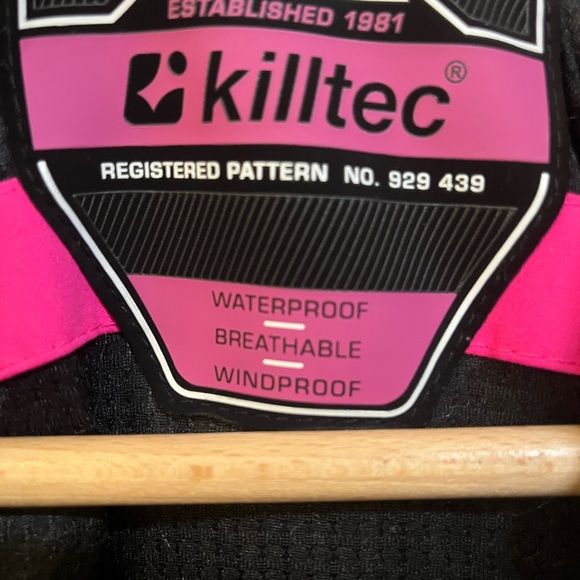 ESTABLISHED 1981
killtec®
REGISTERED PATTERN NO. 929 439
WATERPROOF
BREATHABLE
WINDPROOF